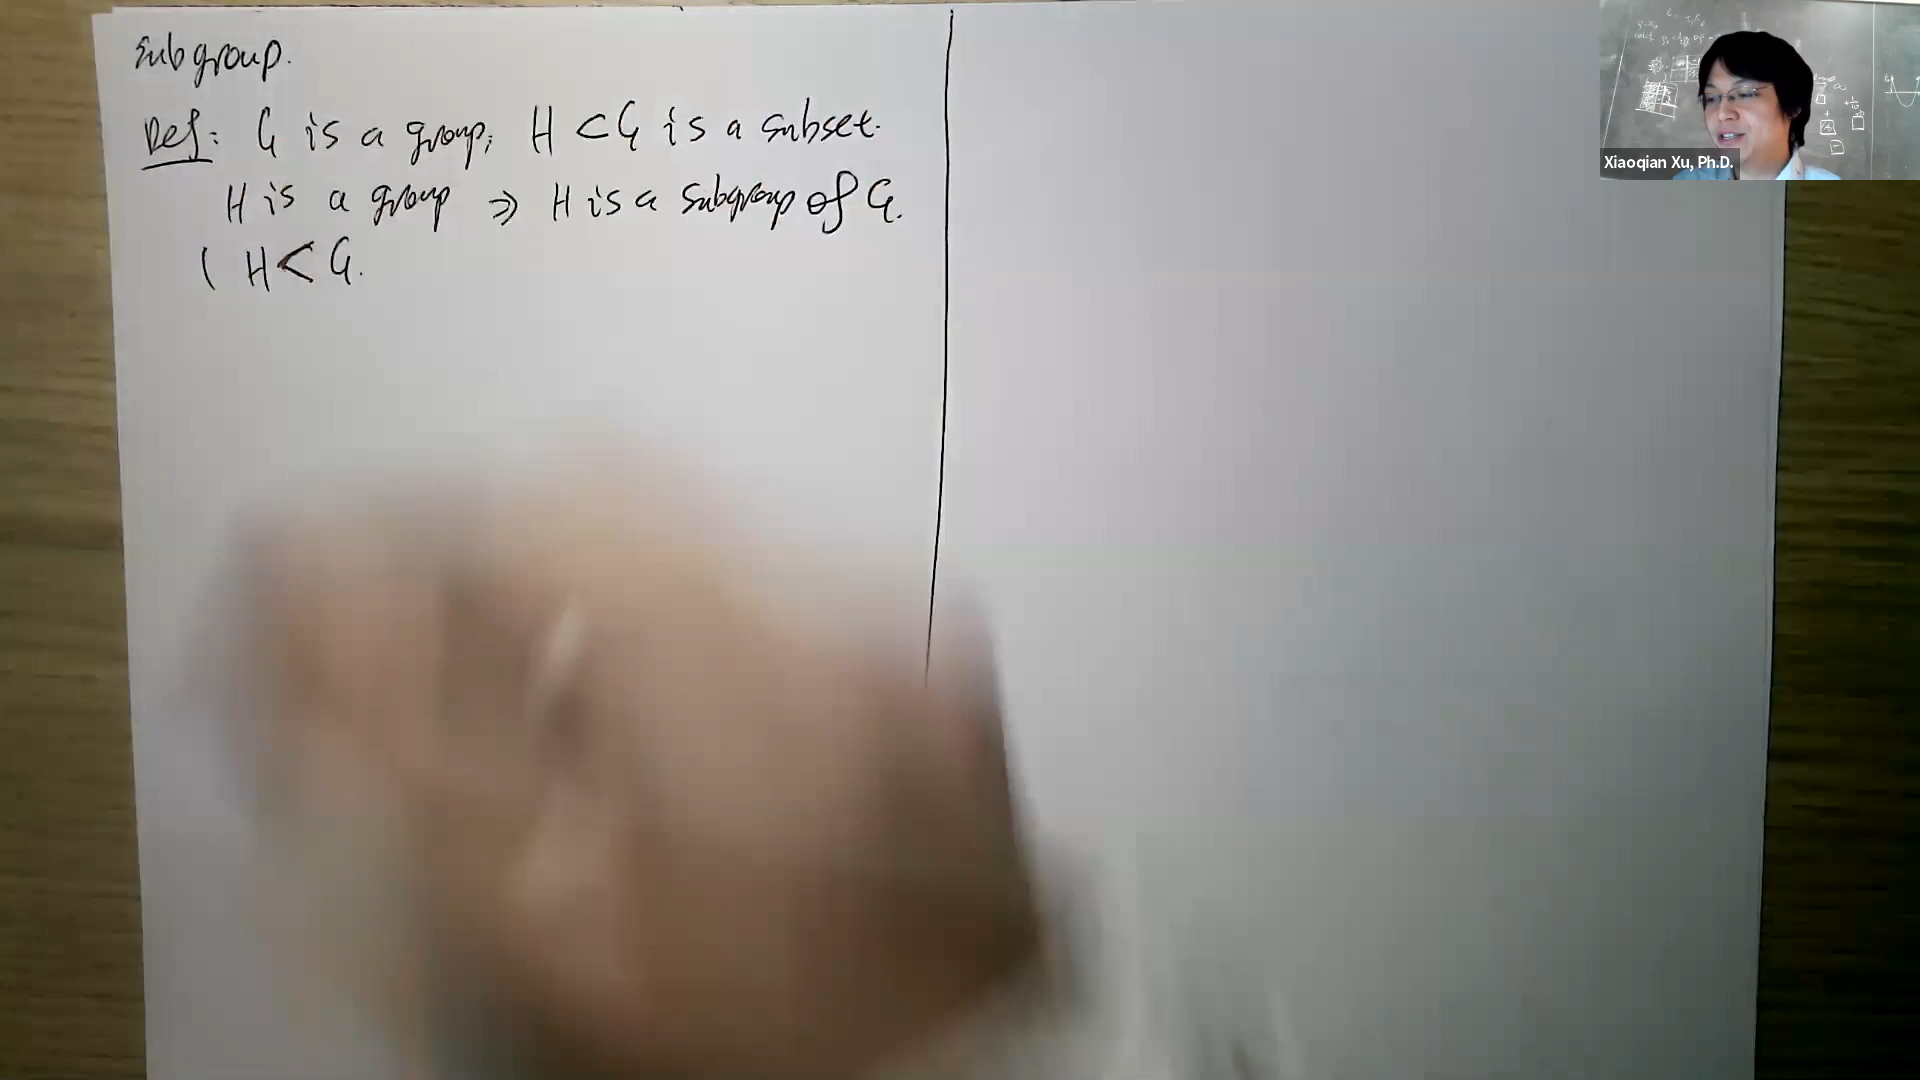 Subgroup.
Def: G is a group, H ⊂ G is a subset.
H is a group ⇒ H is a subgroup of G.
( H < G.
Xiaoqian Xu, Ph.D.